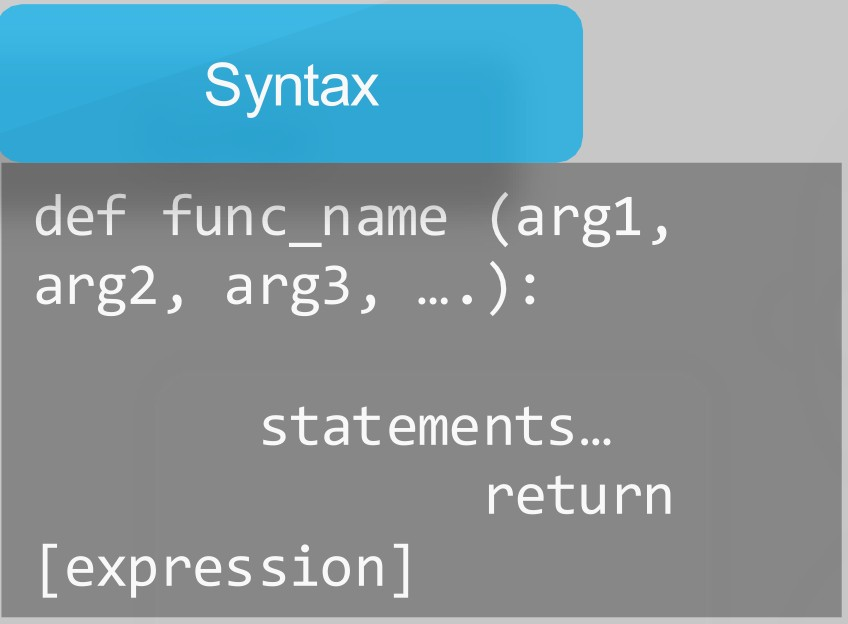 Syntax
def func_name (arg1,
arg2, arg3, ….):
statements…
return
[expression]